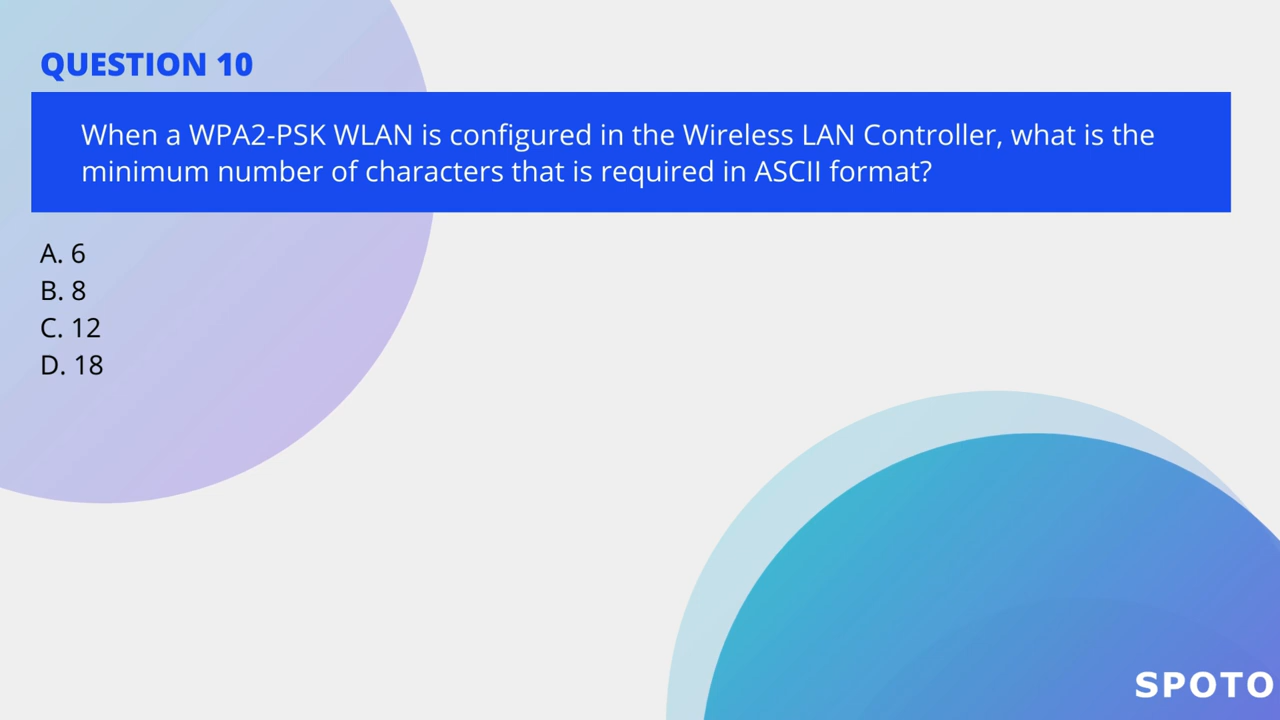 QUESTION 10
When a WPA2-PSK WLAN is configured in the Wireless LAN Controller, what is the
minimum number of characters that is required in ASCII format?
A. 6
B. 8
C. 12
D. 18
SPOTO